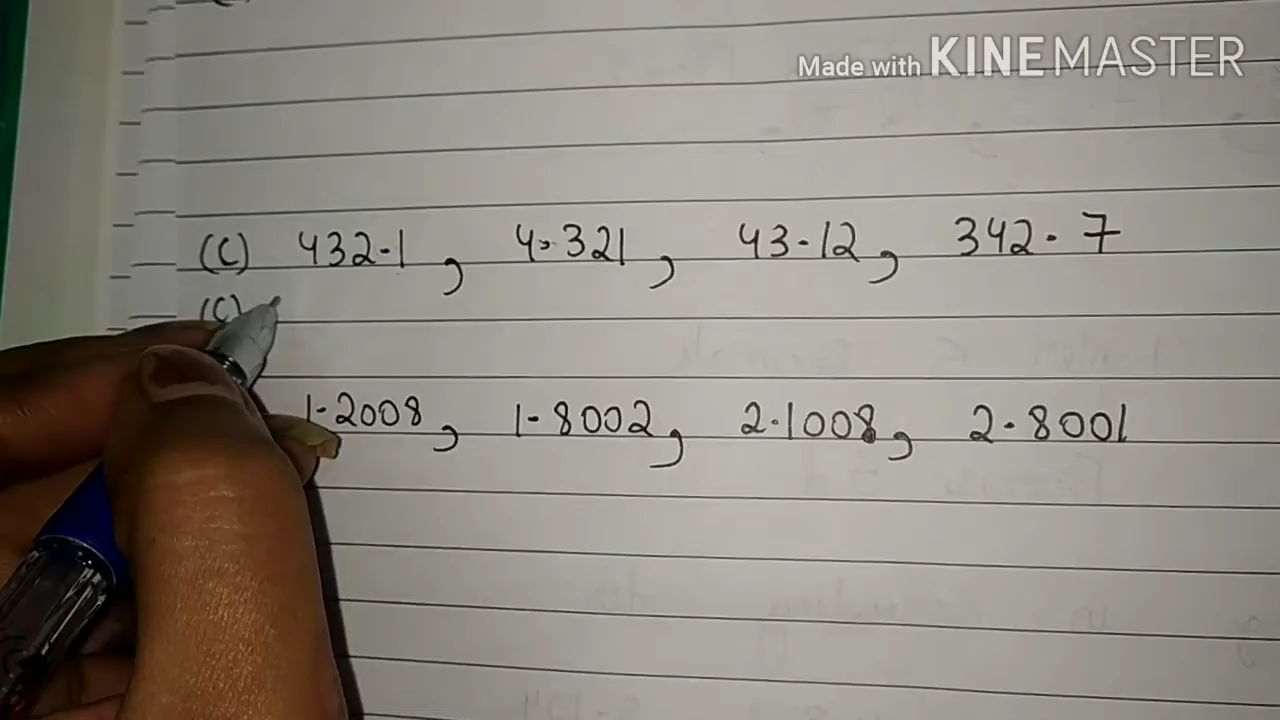 Made with KINEMASTER
(C) 432.1, 4.321, 43.12, 342.7
(C)
1.2008, 1.8002, 2.1008, 2.8001